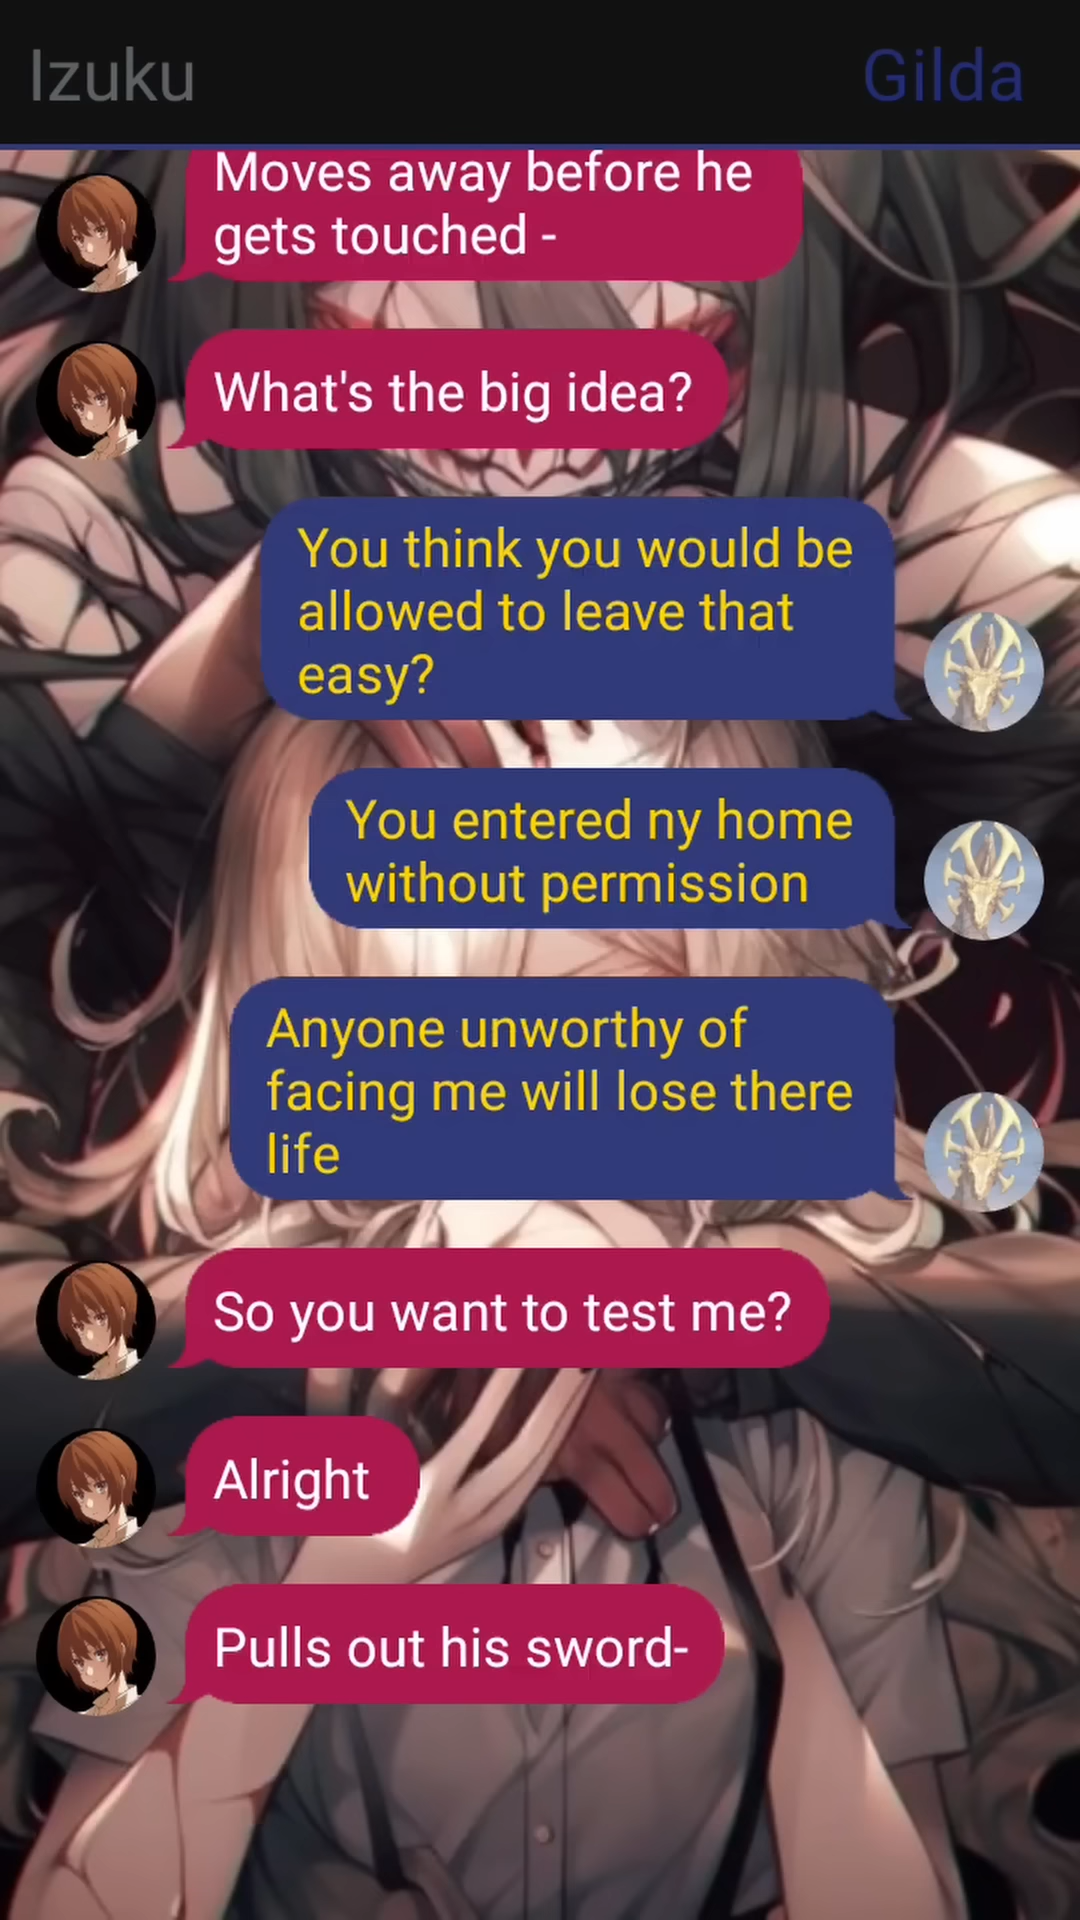 Izuku
Gilda
Moves away before he
gets touched -
What's the big idea?
You think you would be
allowed to leave that
easy?
You entered ny home
without permission
Anyone unworthy of
facing me will lose there
life
So you want to test me?
Alright
Pulls out his sword-